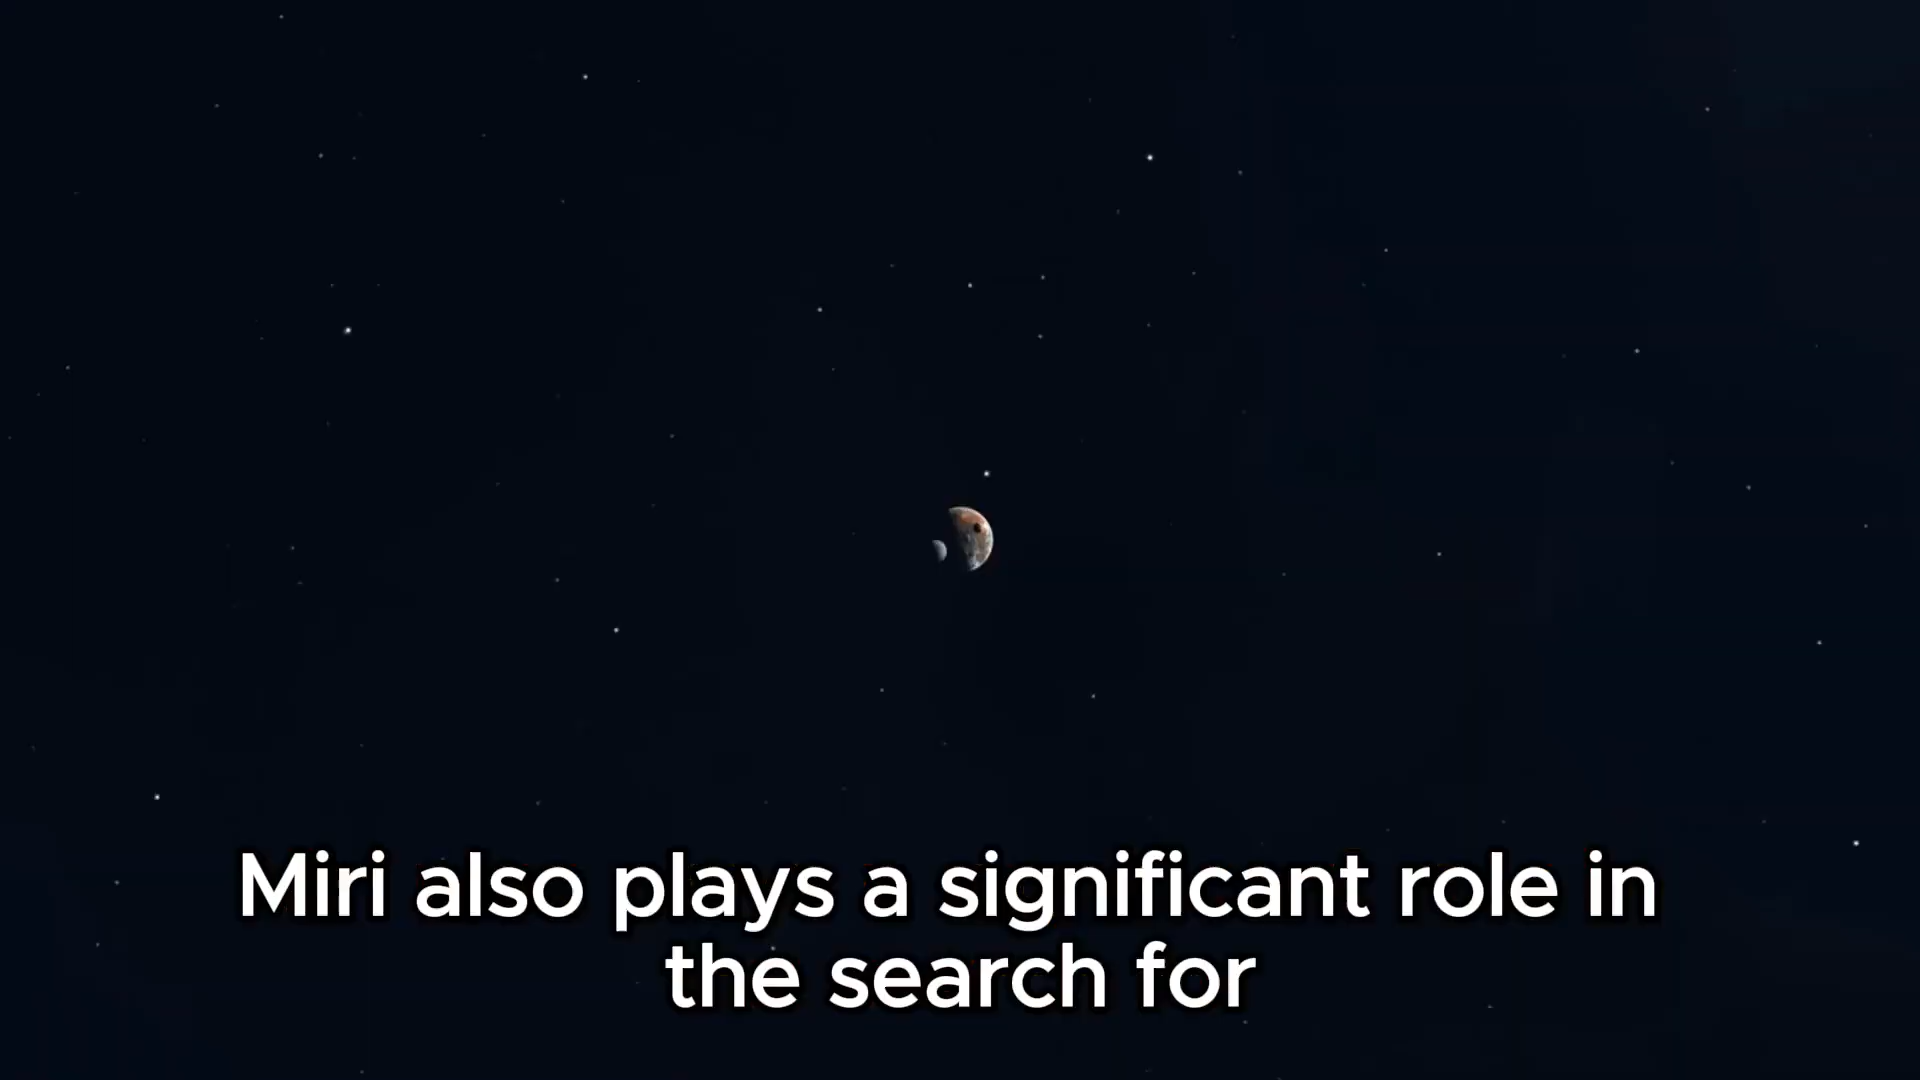 Miri also plays a significant role in
the search for